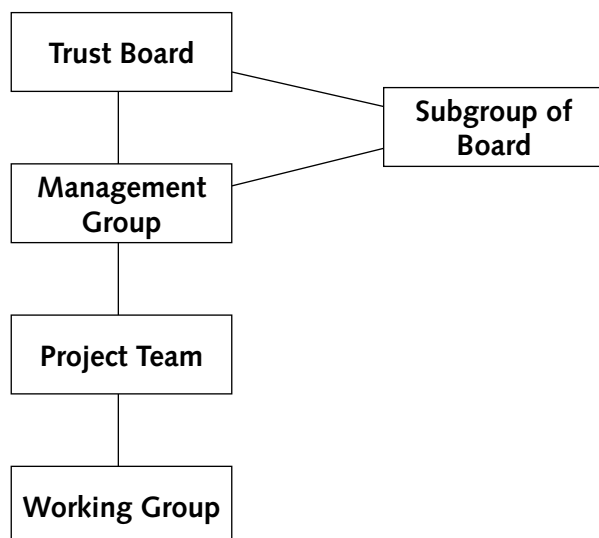 Trust Board
Subgroup of
Board
Management
Group
Project Team
Working Group